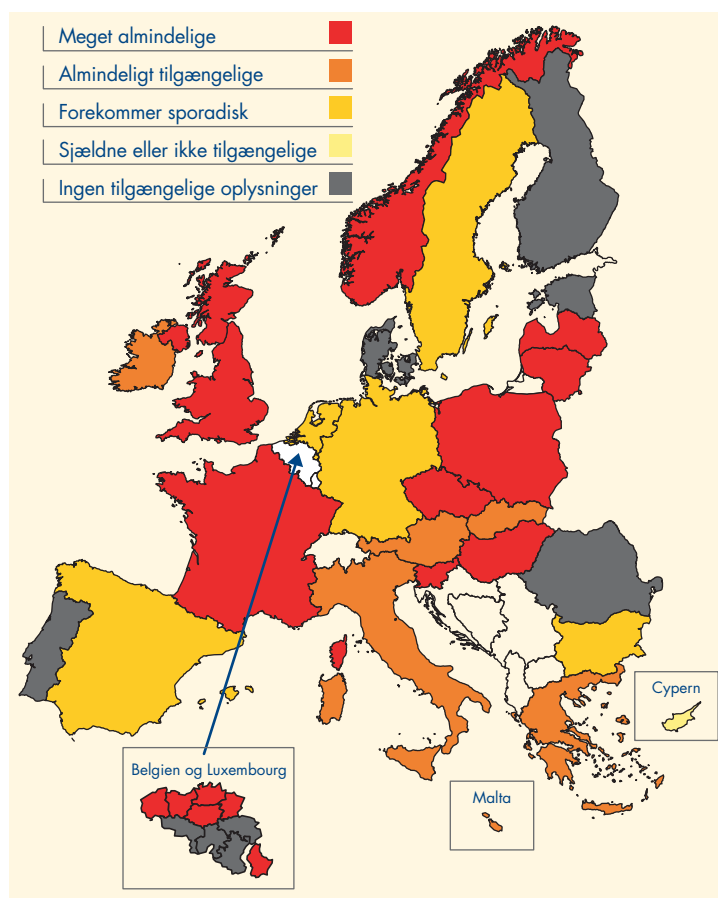 Meget almindelige
Almindeligt tilgængelige
Forekommer sporadisk
Sjældne eller ikke tilgængelige
Ingen tilgængelige oplysninger
Cypern
Belgien og Luxembourg
Malta